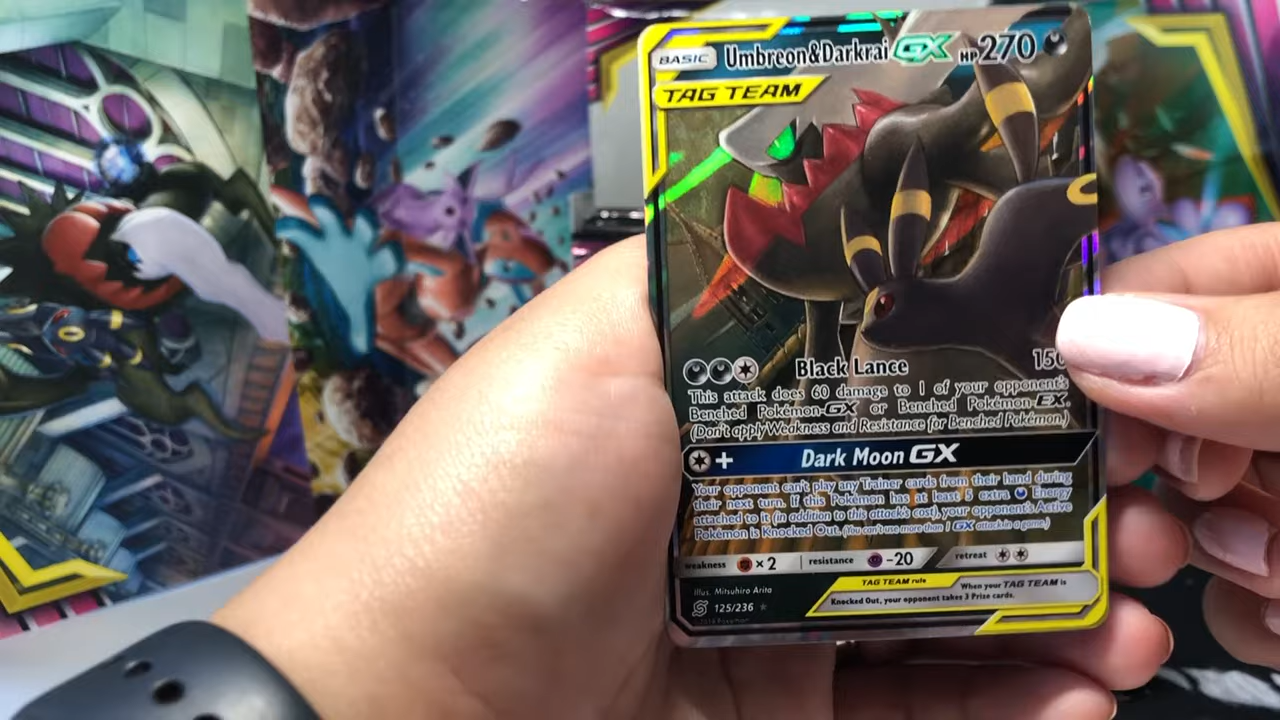 BASIC Umbreon&Darkrai GX HP270
TAG TEAM
Black Lance 150
This attack does 60 damage to 1 of your opponent's
Benched Pokémon-GX or Benched Pokémon-EX.
(Don't apply Weakness and Resistance for Benched Pokémon.)
+ Dark Moon GX
Your opponent can't play any Trainer cards from their hand during
their next turn. If this Pokémon has at least 5 extra Energy
attached to it (in addition to this attack's cost), your opponent's Active
Pokémon is Knocked Out. (You can't use more than 1 GX attack in a game.)
weakness ×2 resistance -20 retreat
TAG TEAM rule When your TAG TEAM is
Knocked Out, your opponent takes 3 Prize cards.
Illus. Mitsuhiro Arita
125/236
©2019 Pokémon